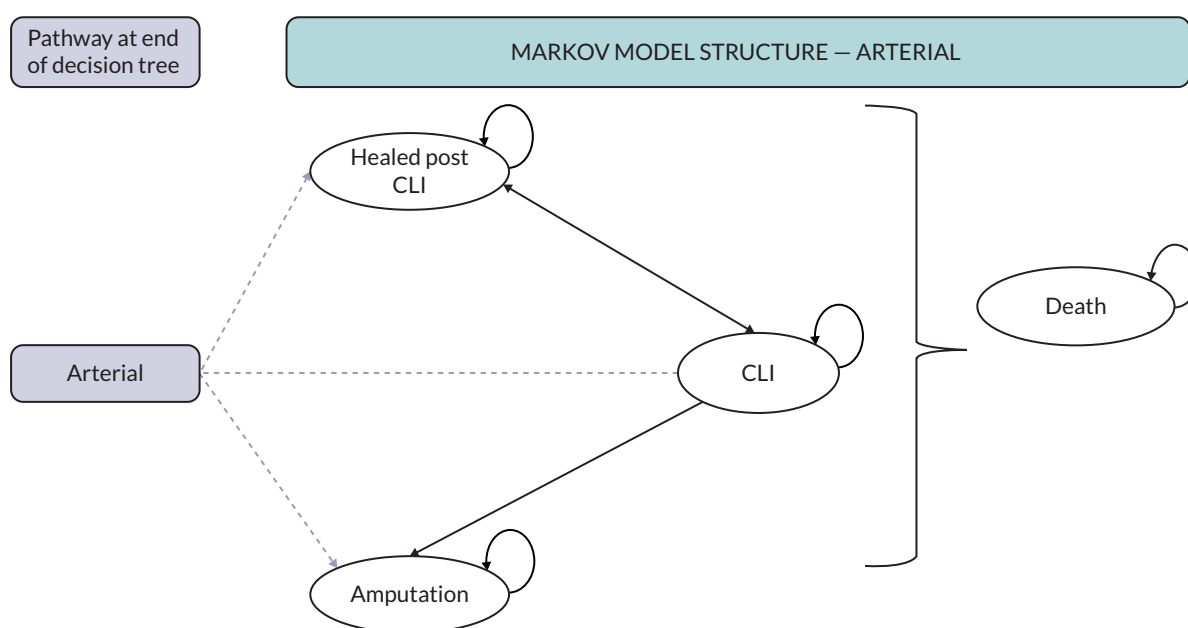 Pathway at end
of decision tree
MARKOV MODEL STRUCTURE — ARTERIAL
Healed post
CLI
Death
Arterial
CLI
Amputation